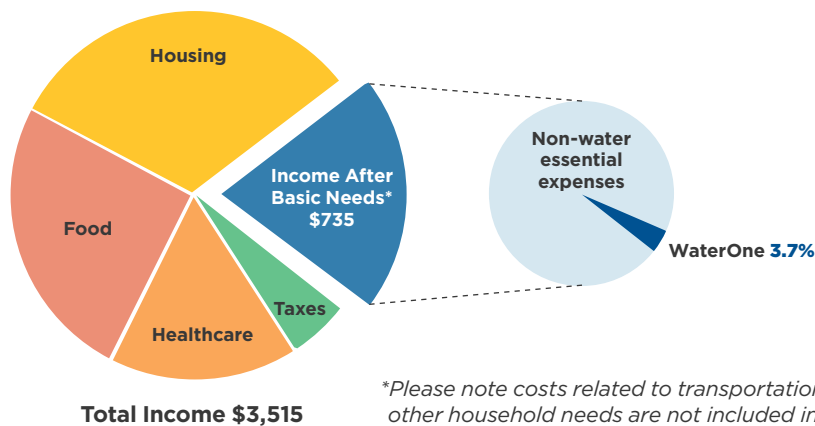 Housing
Income After
Basic Needs*
$735
Food
Taxes
Healthcare
Non-water
essential
expenses
WaterOne 3.7%
Total Income $3,515
*Please note costs related to transportation
other household needs are not included in